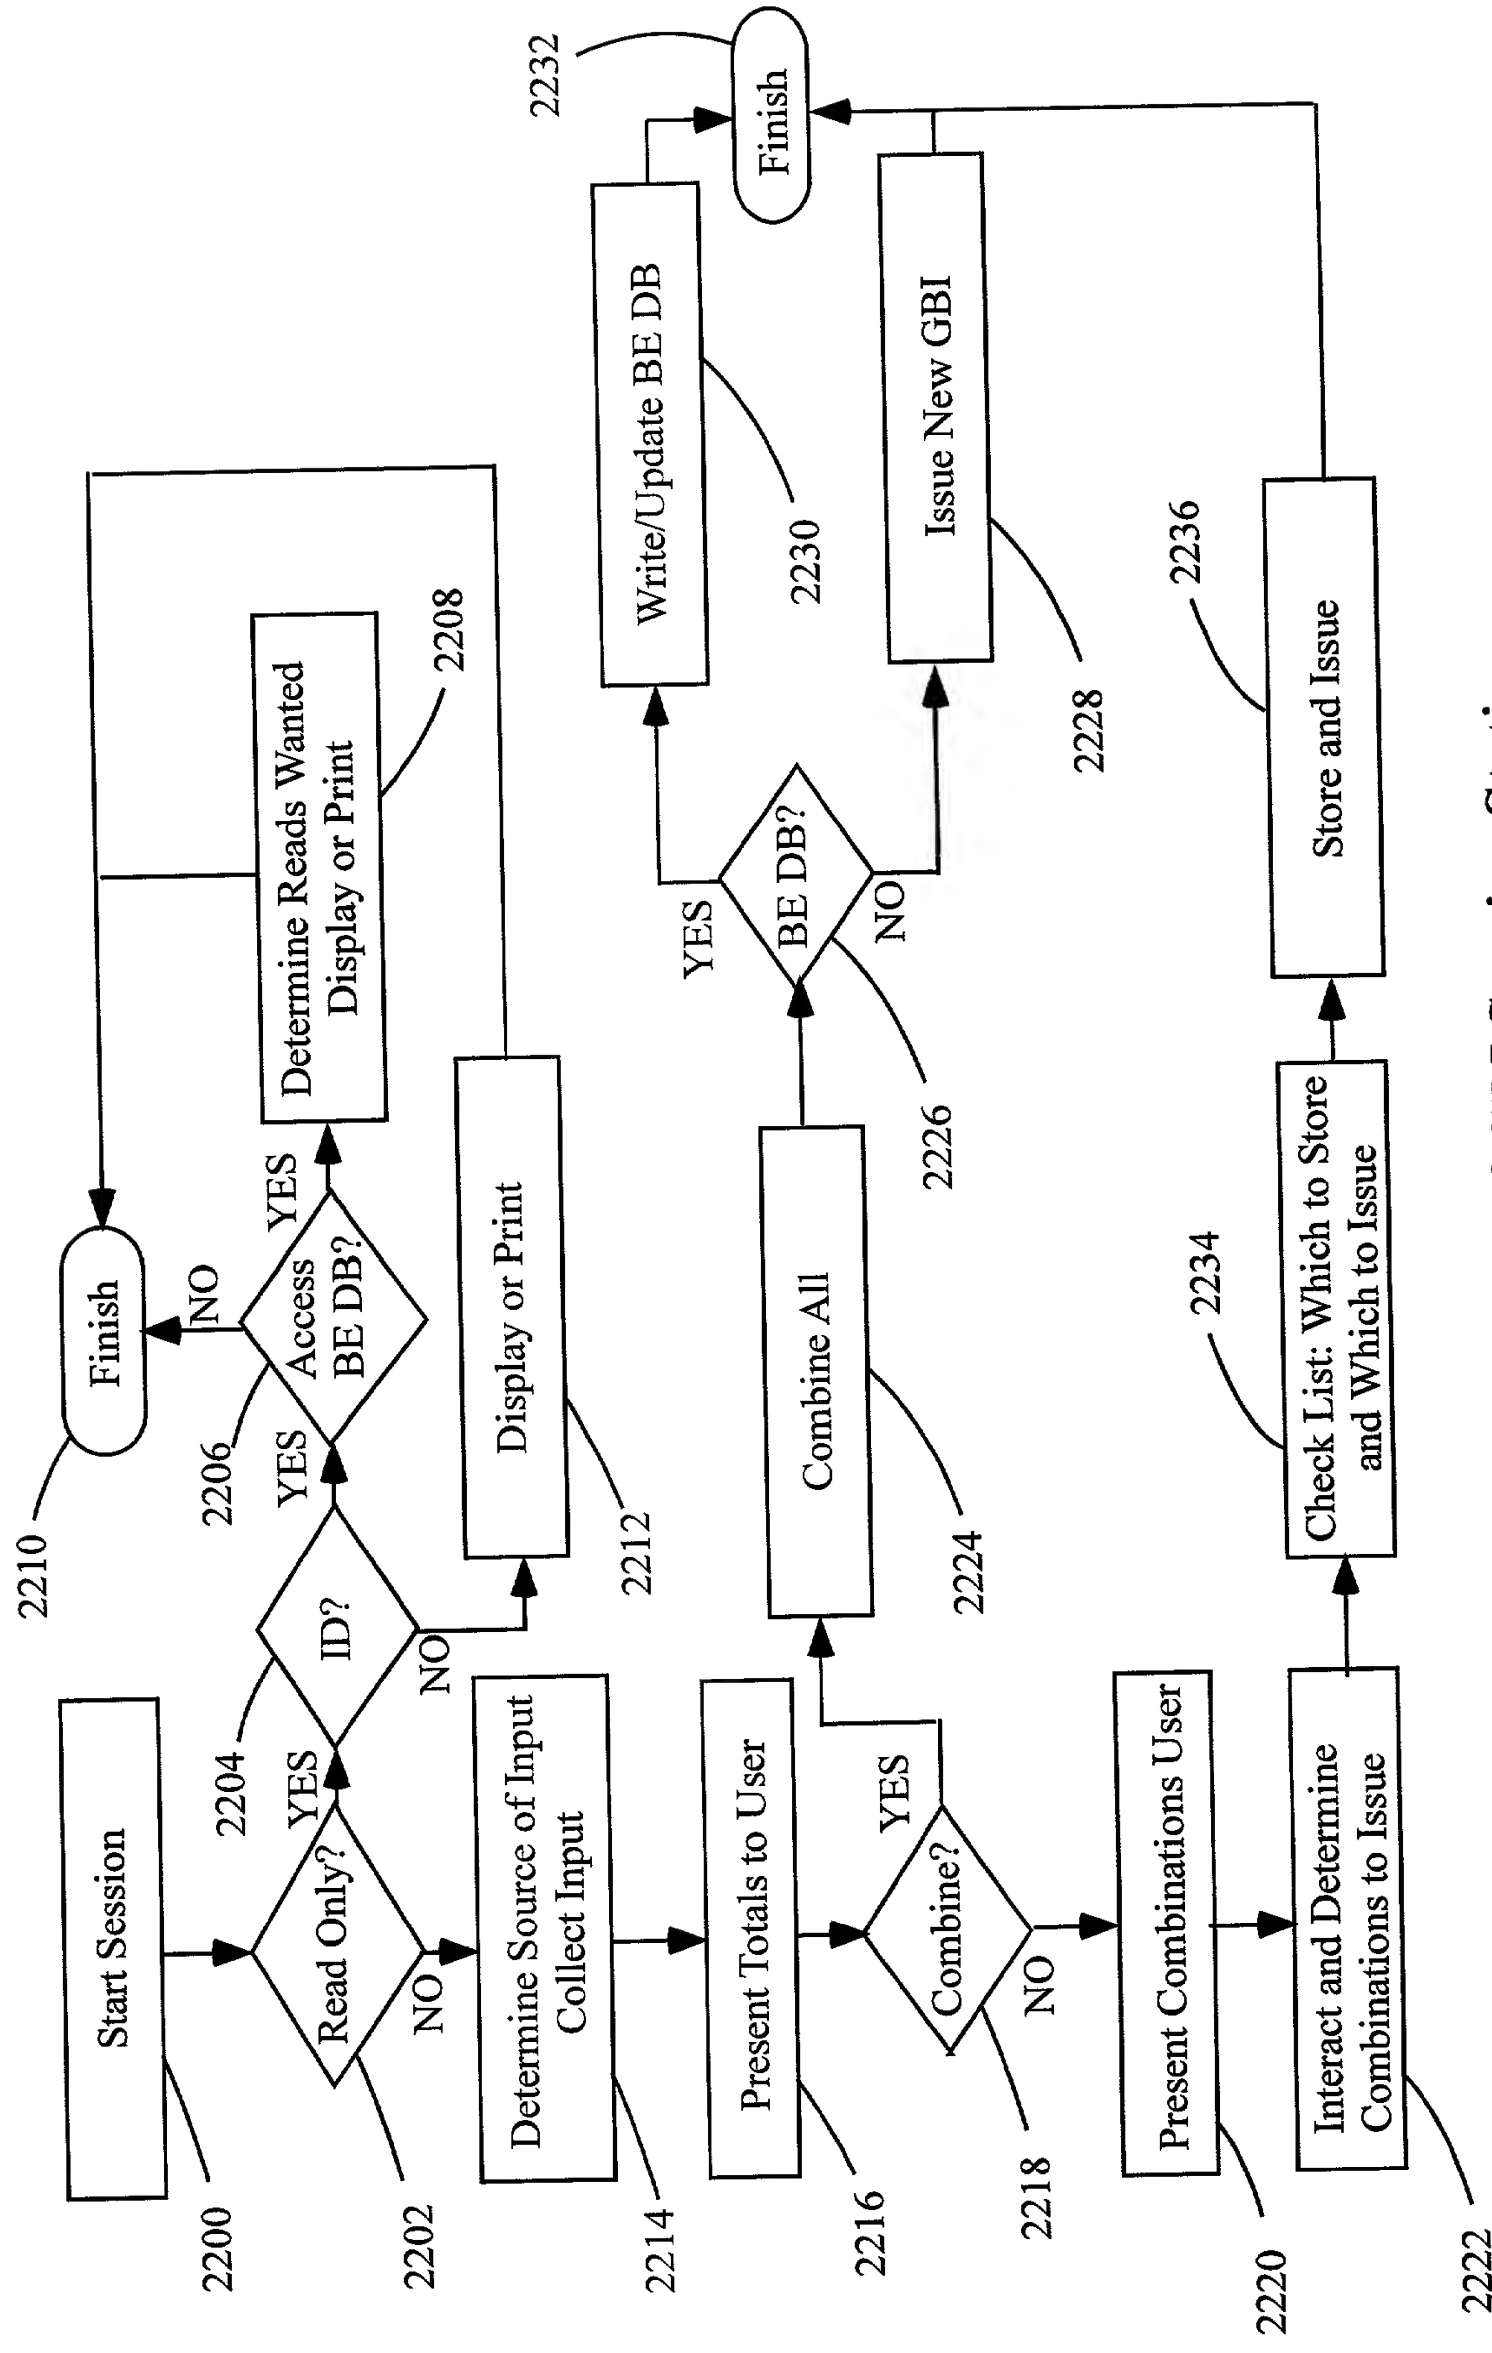 Start Session
2200
Read Only?
2202
YES
NO
2204
ID?
YES
NO
2206
Access
BE DB?
YES
NO
Determine Reads Wanted
Display or Print
2208
Finish
2210
Display or Print
2212
Determine Source of Input
Collect Input
2214
Present Totals to User
2216
Combine?
2218
YES
NO
Combine All
2224
BE DB?
2226
YES
NO
Write/Update BE DB
2230
Issue New GBI
2228
Finish
2232
Present Combinations User
2220
Interact and Determine
Combinations to Issue
2222
Check List: Which to Store
and Which to Issue
2234
Store and Issue
2236